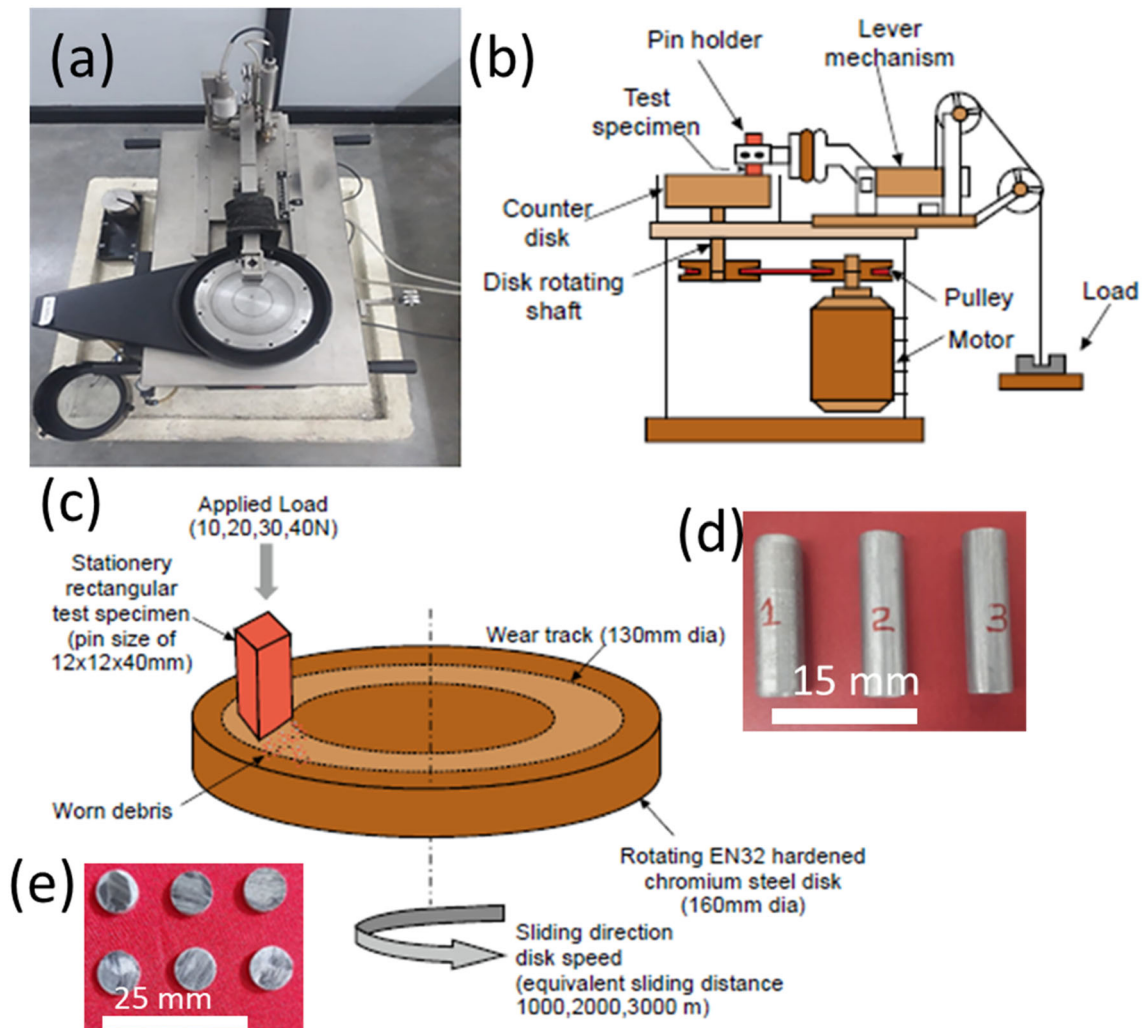 (a)
(b)
Pin holder
Lever
mechanism
Test
specimen
Counter
disk
Disk rotating
shaft
Pulley
Motor
Load
(c)
Applied Load
(10,20,30,40N)
Stationery
rectangular
test specimen
(pin size of
12x12x40mm)
Wear track (130mm dia)
Worn debris
Rotating EN32 hardened
chromium steel disk
(160mm dia)
Sliding direction
disk speed
(equivalent sliding distance
1000,2000,3000 m)
(d)
1
2
3
15 mm
(e)
25 mm